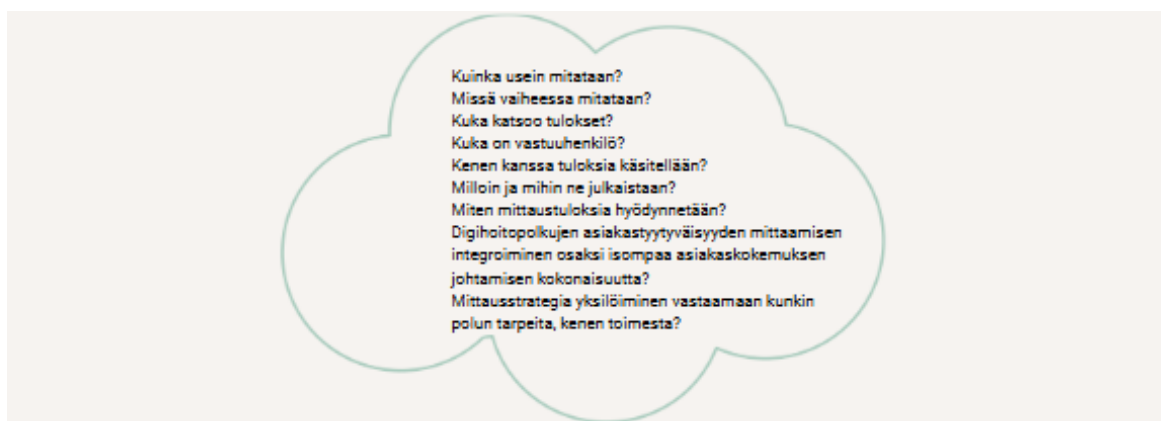 Kuinka usein mitataan?
Missä vaiheessa mitataan?
Kuka katsoo tulokset?
Kuka on vastuuhenkilö?
Kenen kanssa tuloksia käsitellään?
Milloin ja mihin ne julkaistaan?
Miten mittaustuloksia hyödynnetään?
Digihoitopolkujen asiakastyytyväisyyden mittaamisen
integroiminen osaksi isompaa asiakaskokemuksen
johtamisen kokonaisuutta?
Mittausstrategia yksilöiminen vastaamaan kunkin
polun tarpeita, kenen toimesta?